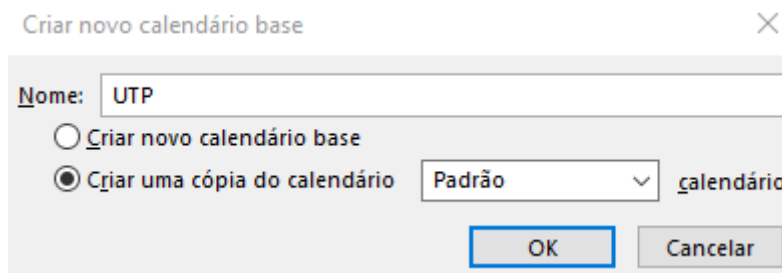 Criar novo calendário base
Nome: UTP
Criar novo calendário base
Criar uma cópia do calendário Padrão calendário
OK Cancelar